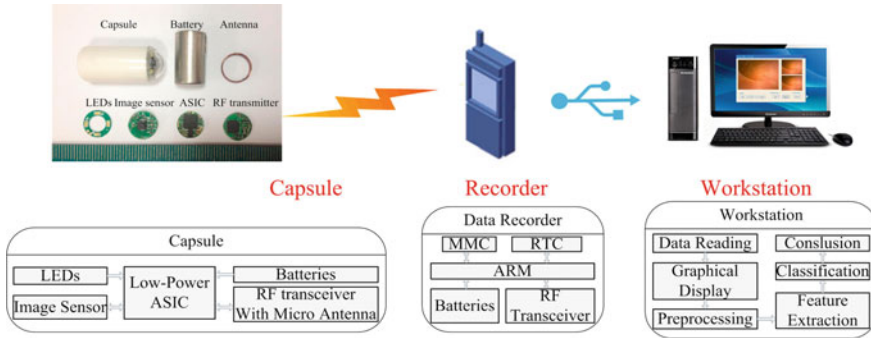 Capsule Battery Antenna
LEDs Image sensor ASIC RF transmitter
Capsule
Recorder
Workstation
Capsule
LEDs
Image Sensor
Low-Power
ASIC
Batteries
RF transceiver
With Micro Antenna
Data Recorder
MMC
RTC
ARM
Batteries
RF
Transceiver
Workstation
Data Reading
Graphical
Display
Preprocessing
Conslusion
Classification
Feature
Extraction